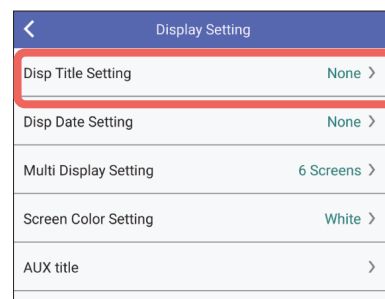 Display Setting
Disp Title Setting None
Disp Date Setting None
Multi Display Setting 6 Screens
Screen Color Setting White
AUX title